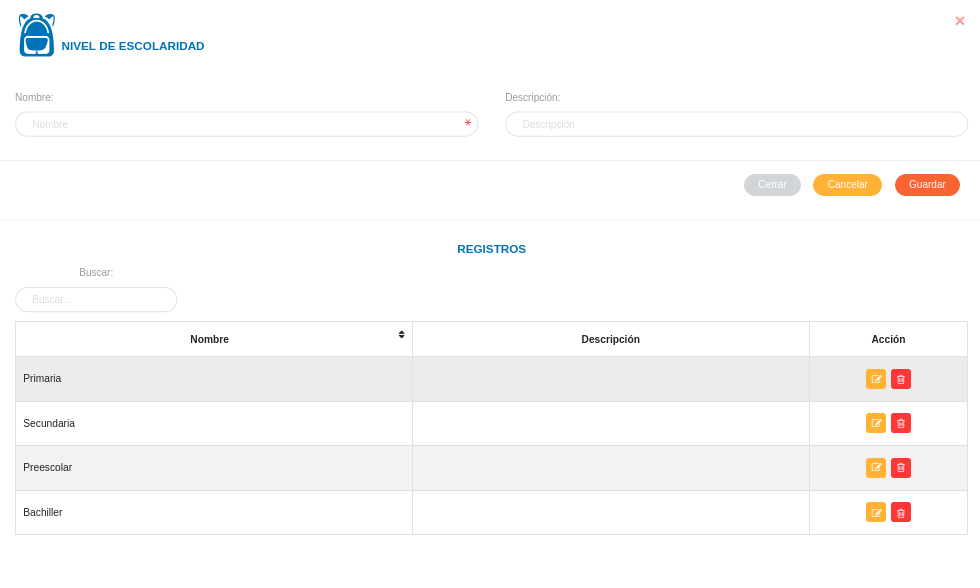 NIVEL DE ESCOLARIDAD
×
Nombre: Descripción:
Nombre * Descripción
Cerrar Cancelar Guardar
REGISTROS
Buscar:
Buscar...
Nombre Descripción Acción
Primaria
Secundaria
Preescolar
Bachiller